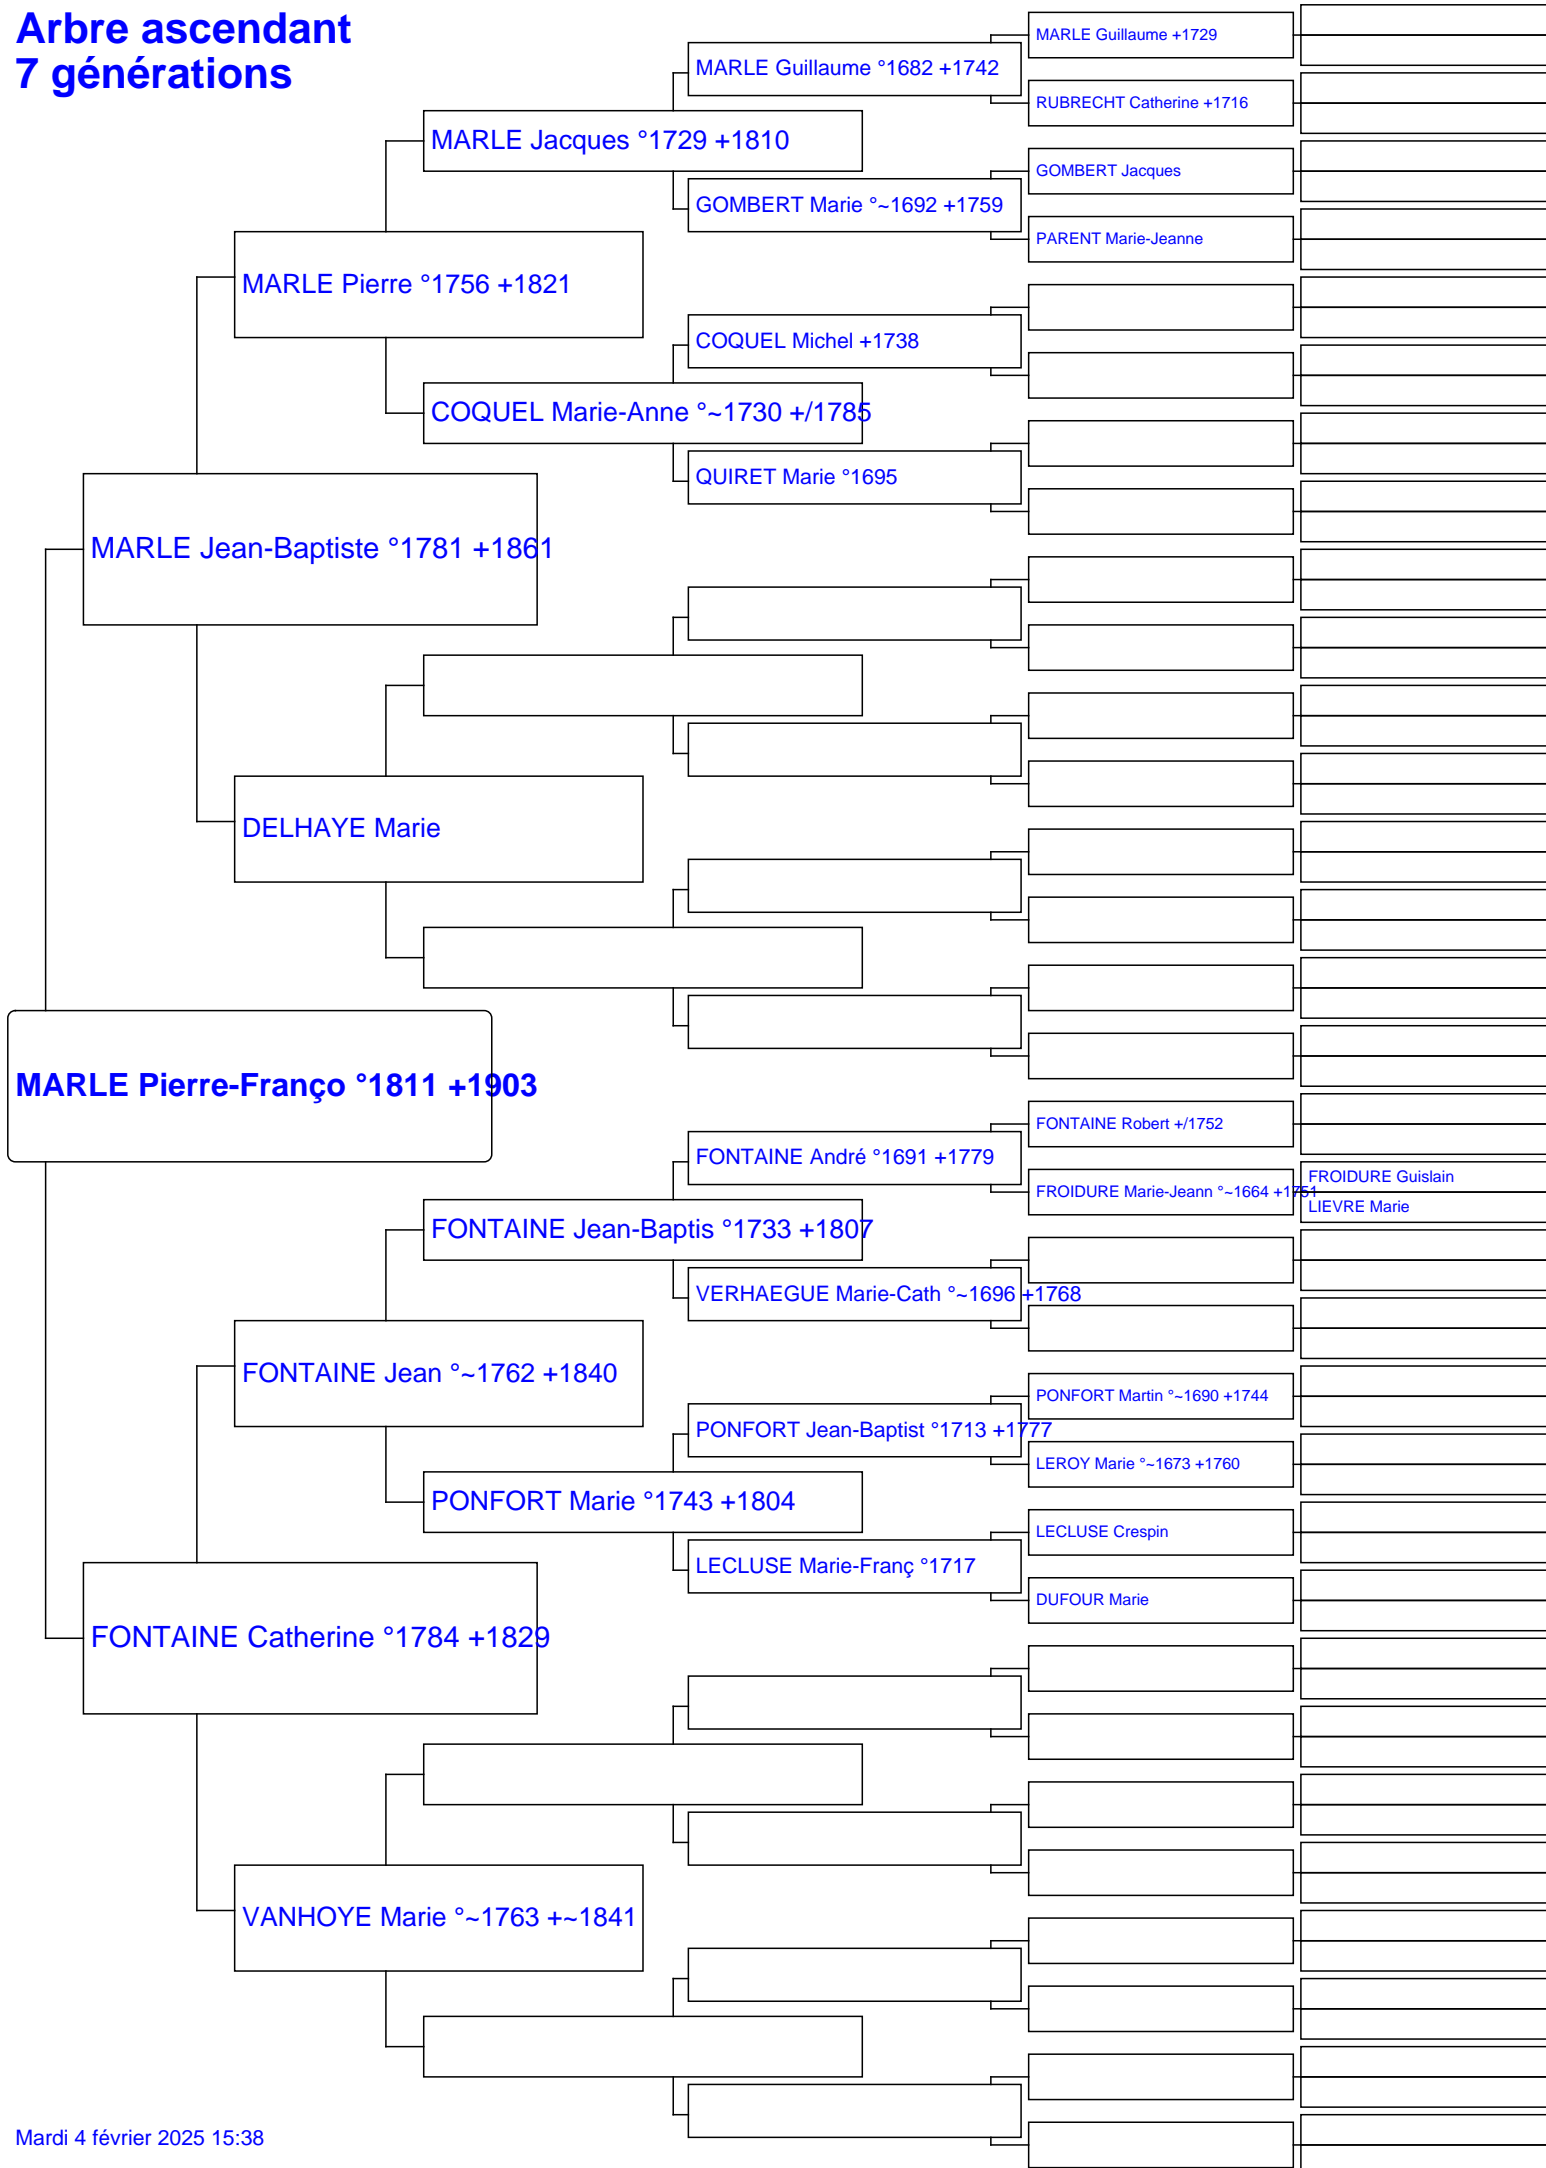 Arbre ascendant
7 générations
MARLE Guillaume +1729
MARLE Guillaume °1682 +1742
RUBRECHT Catherine +1716
MARLE Jacques °1729 +1810
GOMBERT Jacques
GOMBERT Marie °~1692 +1759
PARENT Marie-Jeanne
MARLE Pierre °1756 +1821
COQUEL Michel +1738
COQUEL Marie-Anne °~1730 +/1785
QUIRET Marie °1695
MARLE Jean-Baptiste °1781 +1861
DELHAYE Marie
MARLE Pierre-Franço °1811 +1903
FONTAINE Robert +/1752
FONTAINE André °1691 +1779
FROIDURE Guislain
FROIDURE Marie-Jeann °~1664 +1751
LIEVRE Marie
FONTAINE Jean-Baptis °1733 +1807
VERHAEGUE Marie-Cath °~1696 +1768
FONTAINE Jean °~1762 +1840
PONFORT Martin °~1690 +1744
PONFORT Jean-Baptist °1713 +1777
LEROY Marie °~1673 +1760
PONFORT Marie °1743 +1804
LECLUSE Crespin
LECLUSE Marie-Franç °1717
DUFOUR Marie
FONTAINE Catherine °1784 +1829
VANHOYE Marie °~1763 +~1841
Mardi 4 février 2025 15:38